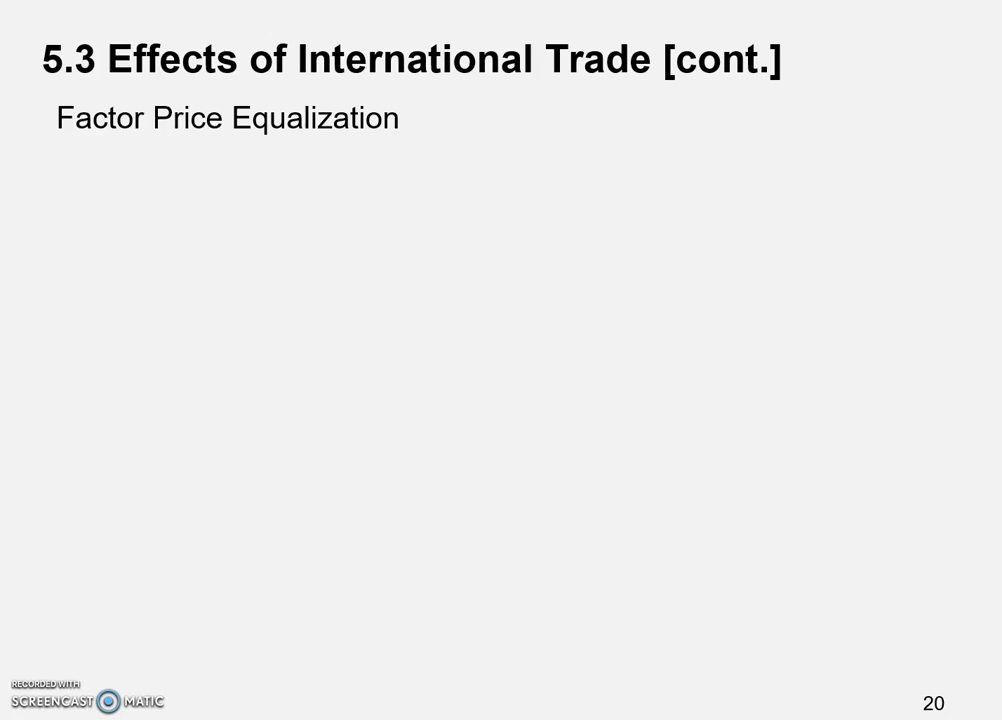 5.3 Effects of International Trade [cont.]
Factor Price Equalization
RECORDED WITH
SCREENCAST MATIC
20